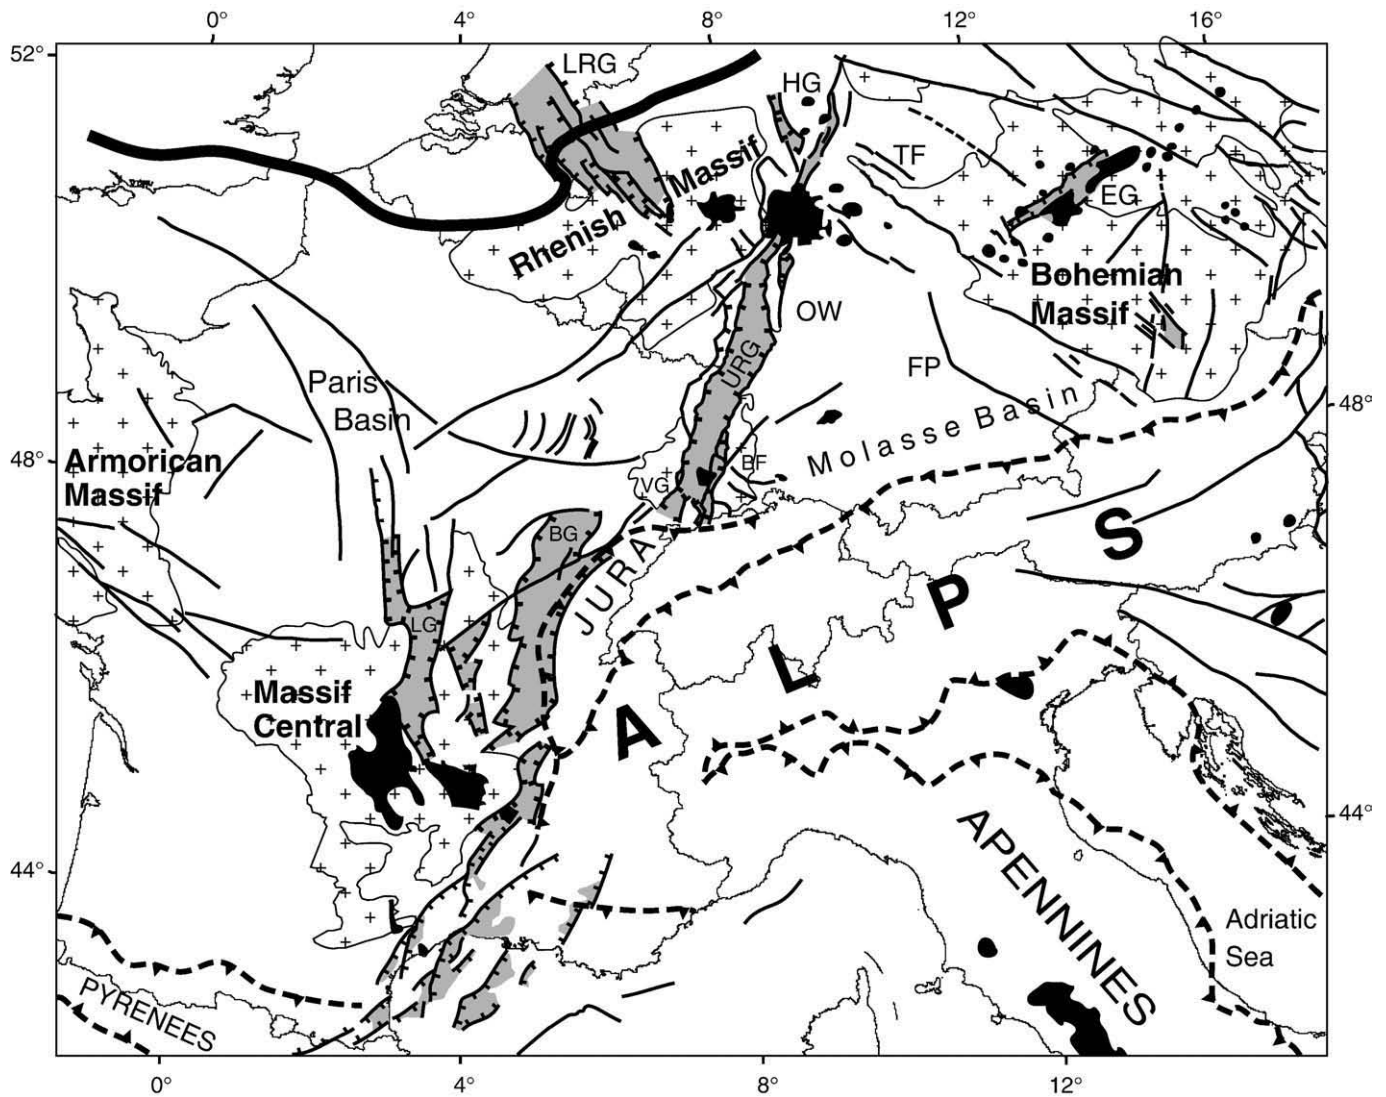 0° 4° 8° 12° 16°
52°
LRG
HG
TF
Rhenish Massif
EG
Bohemian
Massif
OW
URG
FP
Paris
Basin
Molasse Basin
48°
48°
Armorican
Massif
BF
VG
BG
JURA
LG
ALPS
Massif
Central
44°
44°
APENNINES
Adriatic
Sea
PYRENEES
0° 4° 8° 12°